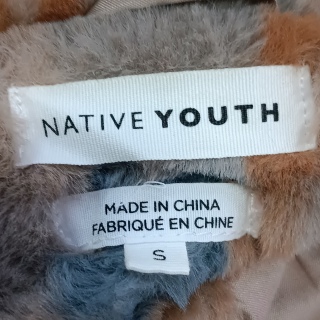 NATIVE YOUTH
MADE IN CHINA
FABRIQUÉ EN CHINE
S